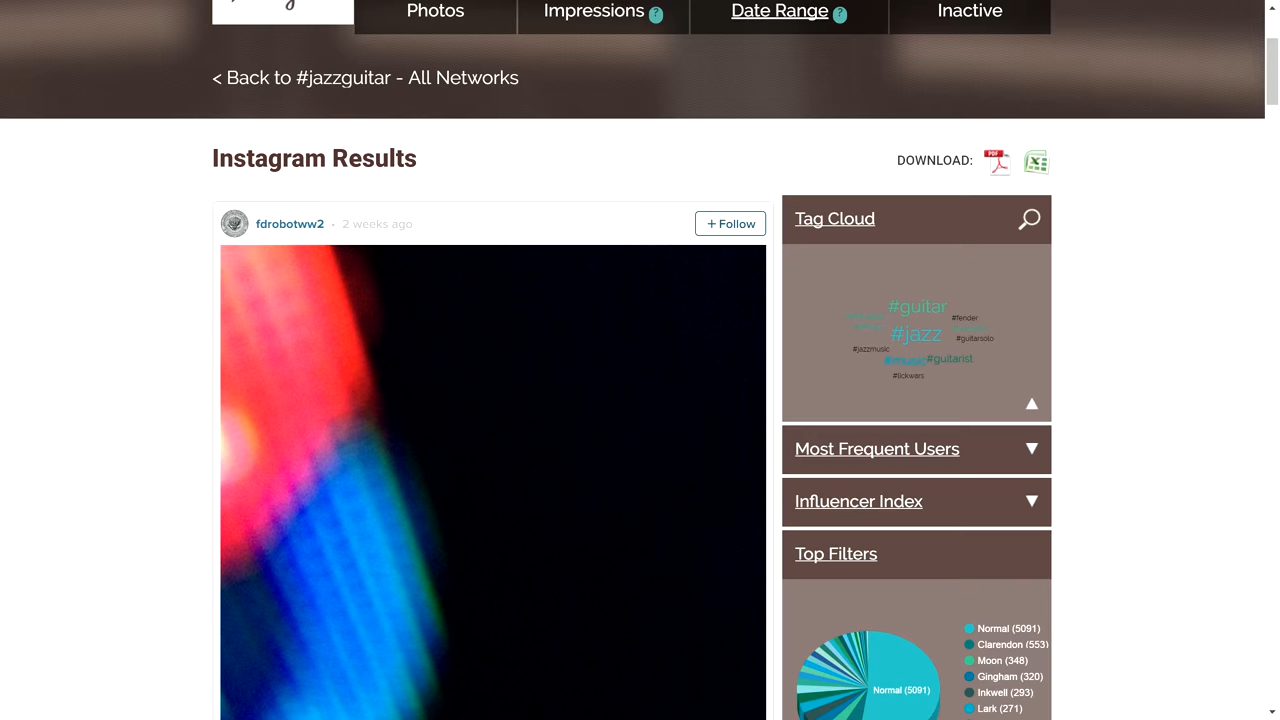 Photos
Impressions ?
Date Range ?
Inactive
< Back to #jazzguitar - All Networks
Instagram Results
DOWNLOAD:
PDF
fdrobotww2 · 2 weeks ago
+ Follow
Tag Cloud
#guitar
#fender
#jazz
#guitarsolo
#jazzmusic
#music
#guitarist
#lickwars
Most Frequent Users
Influencer Index
Top Filters
Normal (5091)
Clarendon (553)
Moon (348)
Gingham (320)
Inkwell (293)
Lark (271)
Normal (5091)